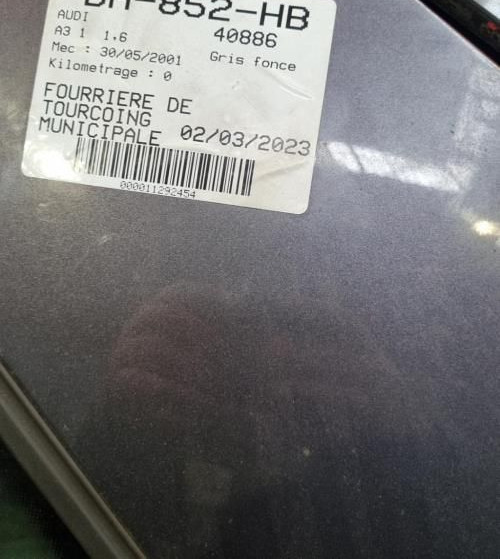 -852-HB
AUDI
A3 1 1.6 40886
Mec : 30/05/2001 Gris fonce
Kilometrage : 0
FOURRIERE DE
TOURCOING
MUNICIPALE 02/03/2023
000011292454